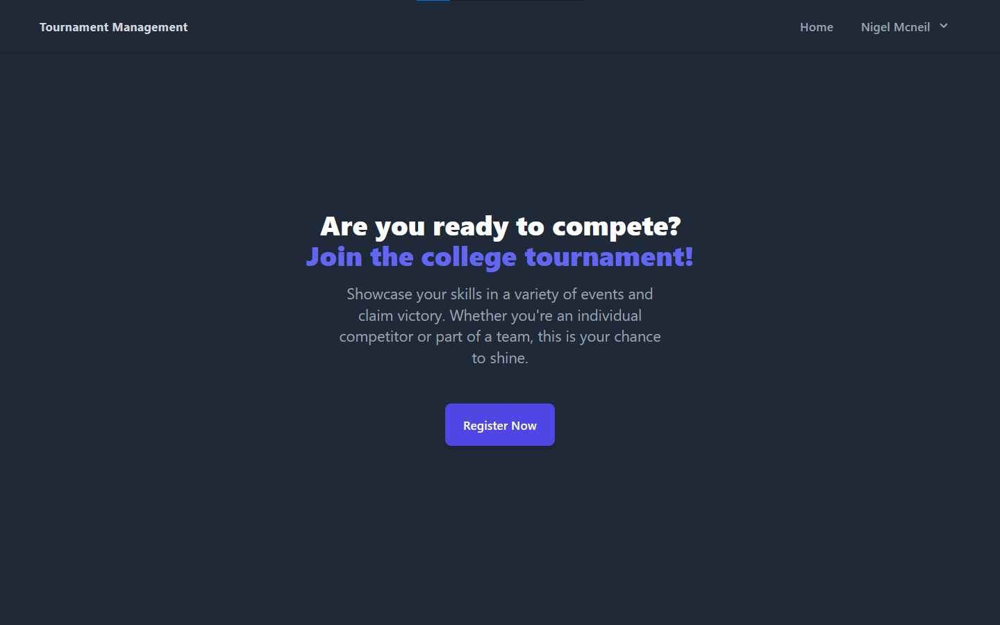 Tournament Management
Home
Nigel Mcneil
Are you ready to compete?
Join the college tournament!
Showcase your skills in a variety of events and
claim victory. Whether you're an individual
competitor or part of a team, this is your chance
to shine.
Register Now